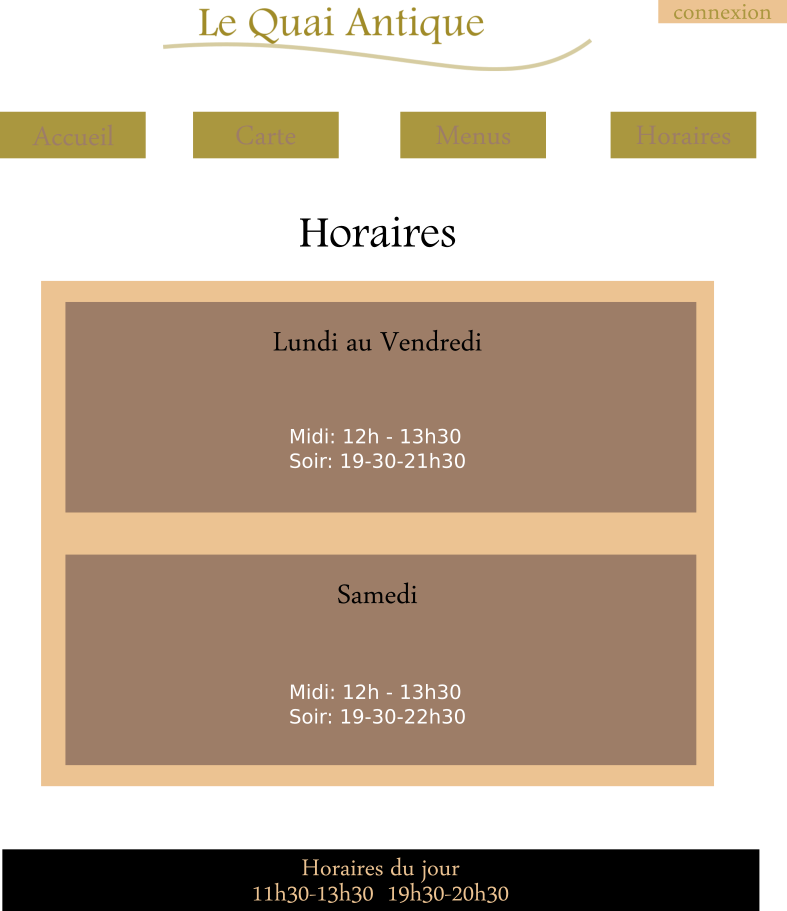 Le Quai Antique
connexion
Accueil
Carte
Menus
Horaires
Horaires
Lundi au Vendredi
Midi: 12h - 13h30
Soir: 19-30-21h30
Samedi
Midi: 12h - 13h30
Soir: 19-30-22h30
Horaires du jour
11h30-13h30 19h30-20h30